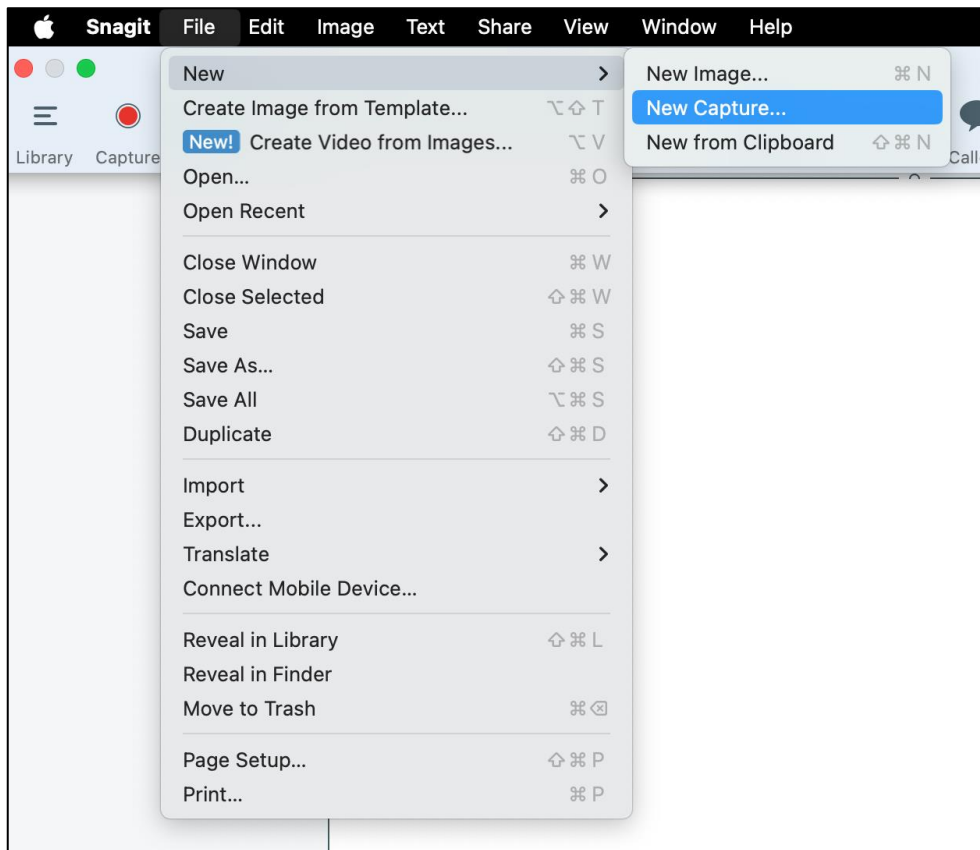 Snagit File Edit Image Text Share View Window Help
New
New Image... ⌘ N
Create Image from Template... ⌥ ⇧ T
New Capture...
New! Create Video from Images... ⌥ V
New from Clipboard ⇧ ⌘ N
Library Capture
Call
Open... ⌘ O
Open Recent
Close Window ⌘ W
Close Selected ⇧ ⌘ W
Save ⌘ S
Save As... ⇧ ⌘ S
Save All ⌥ ⌘ S
Duplicate ⇧ ⌘ D
Import
Export...
Translate
Connect Mobile Device...
Reveal in Library ⇧ ⌘ L
Reveal in Finder
Move to Trash ⌘ ⌫
Page Setup... ⇧ ⌘ P
Print... ⌘ P